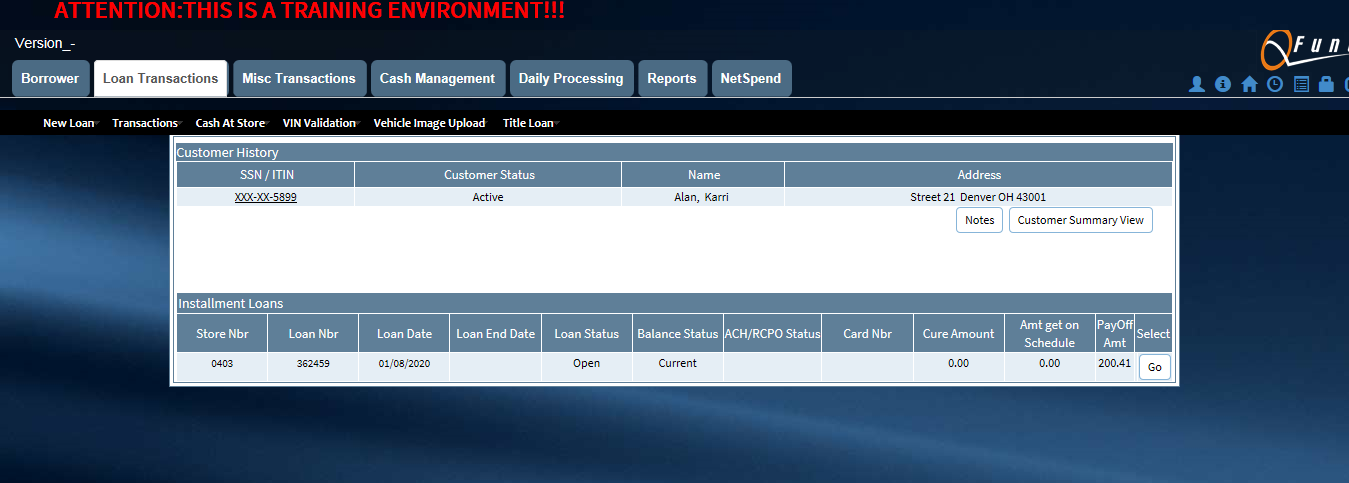 ATTENTION:THIS IS A TRAINING ENVIRONMENT!!!
Version_-
Borrower Loan Transactions Misc Transactions Cash Management Daily Processing Reports NetSpend
New Loan Transactions Cash At Store VIN Validation Vehicle Image Upload Title Loan
Customer History
SSN / ITIN Customer Status Name Address
XXX-XX-5899 Active Alan, Karri Street 21 Denver OH 43001
Notes Customer Summary View
Installment Loans
Store Nbr Loan Nbr Loan Date Loan End Date Loan Status Balance Status ACH/RCPO Status Card Nbr Cure Amount Amt get on Schedule PayOff Amt Select
0403 362459 01/08/2020 Open Current 0.00 0.00 200.41 Go